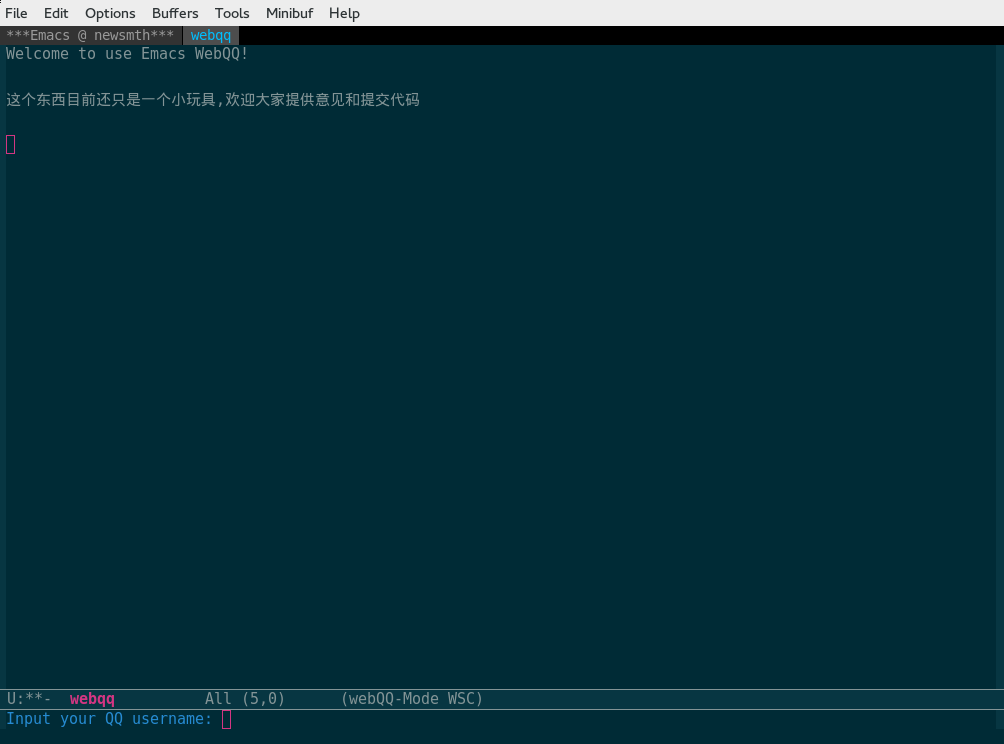 File Edit Options Buffers Tools Minibuf Help
***Emacs @ newsmth*** webqq
Welcome to use Emacs WebQQ!
这个东西目前还只是一个小玩具,欢迎大家提供意见和提交代码
U:**- webqq All (5,0) (webQQ-Mode WSC)
Input your QQ username: